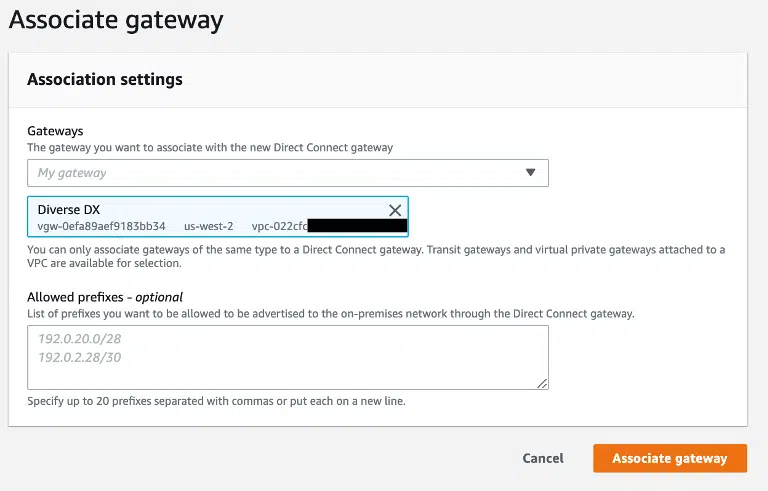 Associate gateway
Association settings
Gateways
The gateway you want to associate with the new Direct Connect gateway
My gateway
Diverse DX
vgw-0efa89aef9183bb34 us-west-2 vpc-022cfc
You can only associate gateways of the same type to a Direct Connect gateway. Transit gateways and virtual private gateways attached to a
VPC are available for selection.
Allowed prefixes - optional
List of prefixes you want to be allowed to be advertised to the on-premises network through the Direct Connect gateway.
192.0.20.0/28
192.0.2.28/30
Specify up to 20 prefixes separated with commas or put each on a new line.
Cancel Associate gateway